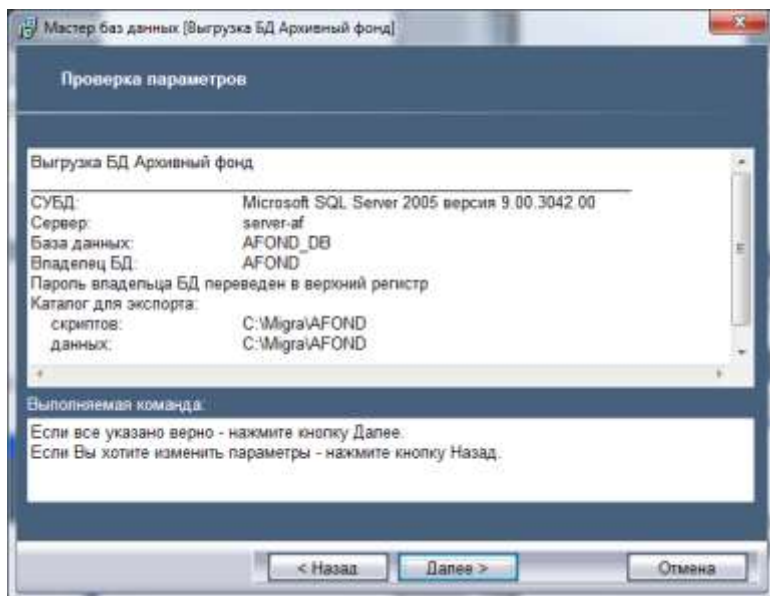 Мастер баз данных [Выгрузка БД Архивный фонд]
Проверка параметров
Выгрузка БД Архивный фонд
СУБД: Microsoft SQL Server 2005 версия 9.00.3042.00
Сервер: server-af
База данных: AFOND_DB
Владелец БД: AFOND
Пароль владельца БД переведен в верхний регистр
Каталог для экспорта:
скриптов: C:\Migra\AFOND
данных: C:\Migra\AFOND
Выполняемая команда:
Если все указано верно - нажмите кнопку Далее.
Если Вы хотите изменить параметры - нажмите кнопку Назад.
< Назад Далее > Отмена